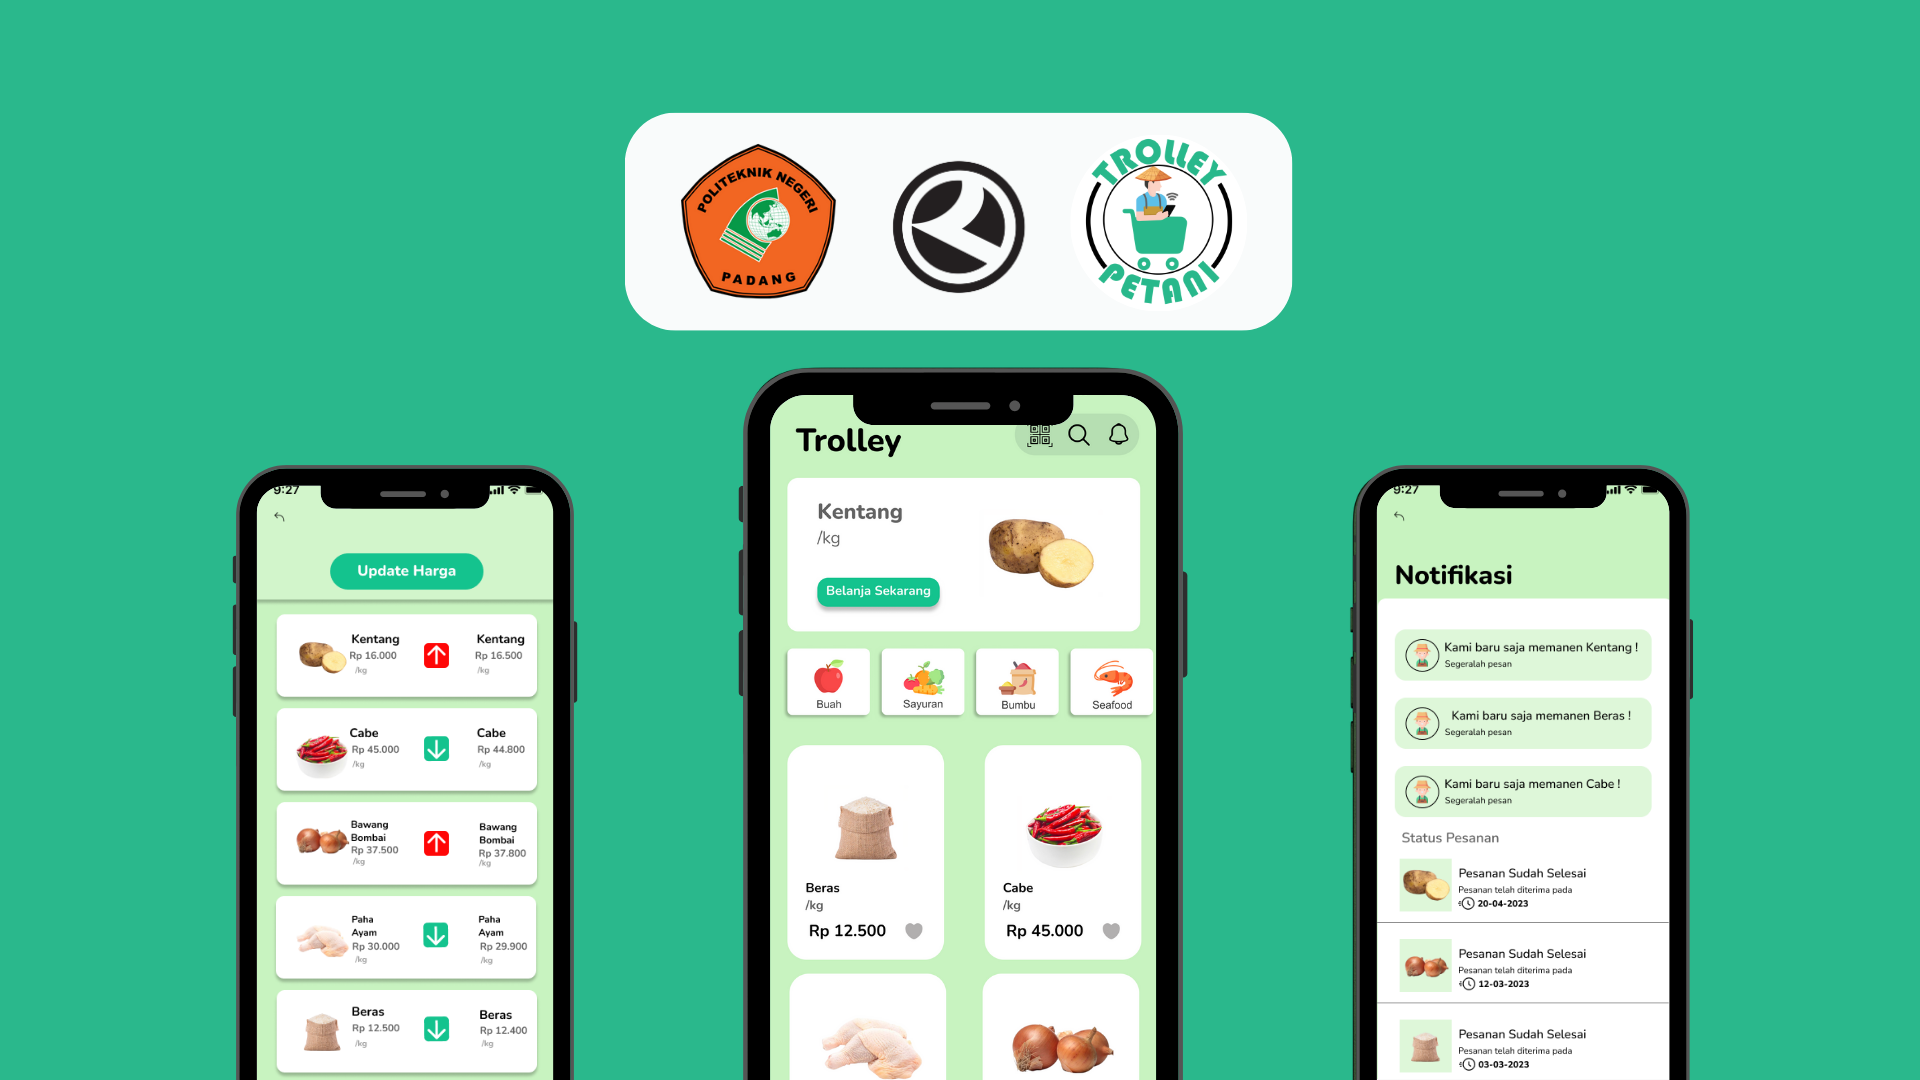 POLITEKNIK NEGERI
PADANG
TROLLEY
PETANI
9:27
Update Harga
Kentang
Rp 16.000
/kg
Kentang
Rp 16.500
/kg
Cabe
Rp 45.000
/kg
Cabe
Rp 44.800
/kg
Bawang
Bombai
Rp 37.500
/kg
Bawang
Bombai
Rp 37.800
/kg
Paha
Ayam
Rp 30.000
/kg
Paha
Ayam
Rp 29.900
/kg
Beras
Rp 12.500
/kg
Beras
Rp 12.400
/kg
Trolley
Kentang
/kg
Belanja Sekarang
Buah
Sayuran
Bumbu
Seafood
Beras
/kg
Rp 12.500
Cabe
/kg
Rp 45.000
9:27
Notifikasi
Kami baru saja memanen Kentang !
Segeralah pesan
Kami baru saja memanen Beras !
Segeralah pesan
Kami baru saja memanen Cabe !
Segeralah pesan
Status Pesanan
Pesanan Sudah Selesai
Pesanan telah diterima pada
20-04-2023
Pesanan Sudah Selesai
Pesanan telah diterima pada
12-03-2023
Pesanan Sudah Selesai
Pesanan telah diterima pada
03-03-2023